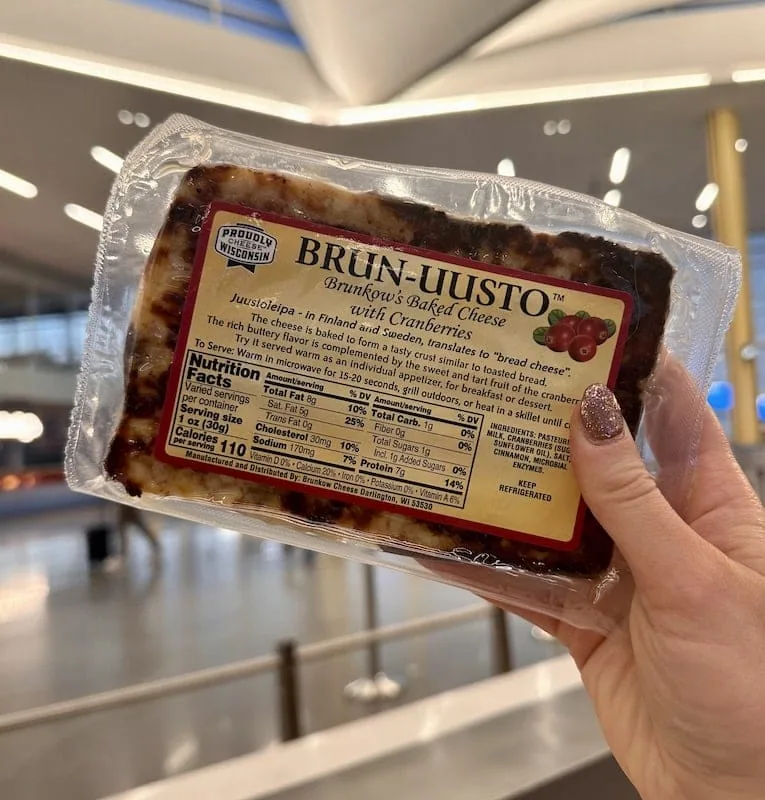 PROUDLY
CHEESE
WISCONSIN
BRUN-UUSTO™
Brunkow's Baked Cheese
with Cranberries
Juustoleipa - in Finland and Sweden, translates to "bread cheese".
The cheese is baked to form a tasty crust similar to toasted bread.
The rich buttery flavor is complemented by the sweet and tart fruit of the
Try it served warm as an individual appetizer, for breakfast or dessert.
To Serve: Warm in microwave for 15-20 seconds, grill outdoors, or heat in a skillet until
Nutrition
Facts
Varied servings
per container
Serving size
1 oz (30g)
Calories
per serving 110
Amount/serving % DV
Total Fat 8g 10%
Sat. Fat 5g 25%
Trans Fat 0g
Cholesterol 30mg 10%
Sodium 170mg 7%
Amount/serving % DV
Total Carb. 1g 0%
Fiber 0g 0%
Total Sugars 1g
Incl. 1g Added Sugars 0%
Protein 7g 14%
Vitamin D 0% • Calcium 20% • Iron 0% • Potassium 0% • Vitamin A 6%
INGREDIENTS:
MILK, CRANBERRIES
SUNFLOWER OIL), SALT,
CINNAMON, MICROBIAL
ENZYMES.
KEEP
REFRIGERATED
Manufactured and Distributed By: Brunkow Cheese Darlington, WI 53530